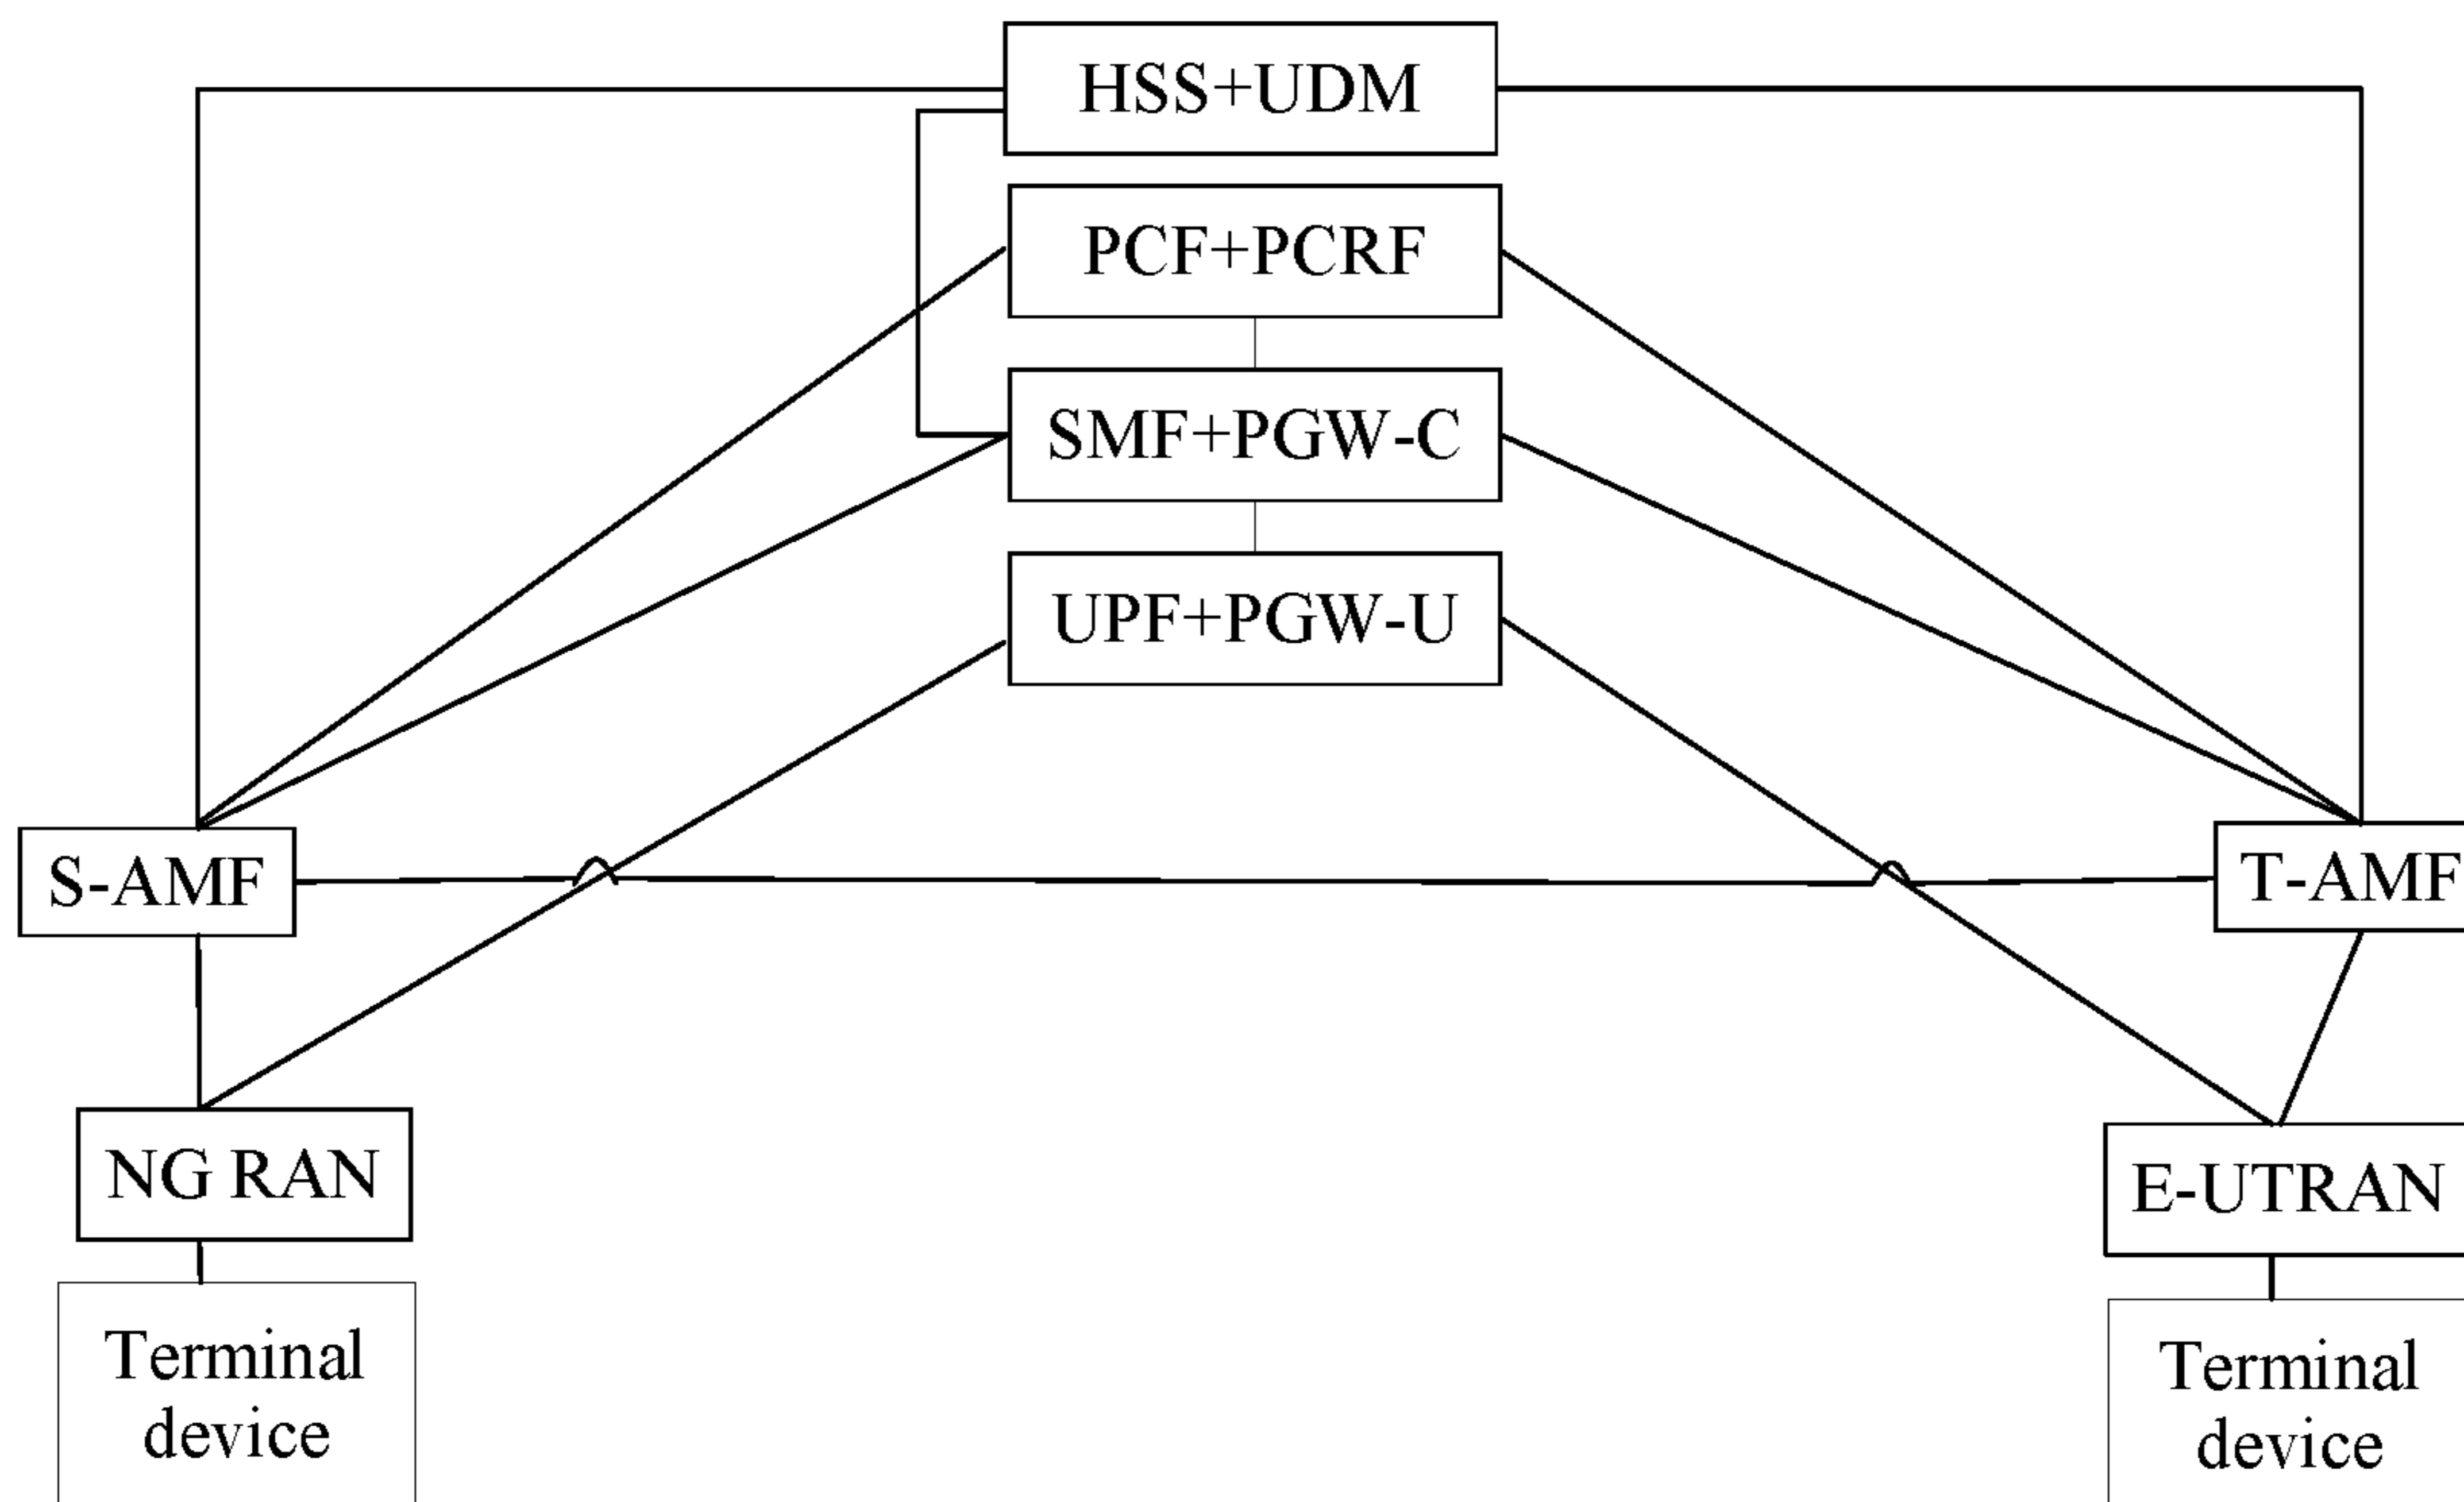 HSS+UDM
PCF+PCRF
SMF+PGW-C
UPF+PGW-U
S-AMF
T-AMF
NG RAN
E-UTRAN
Terminal
device
Terminal
device